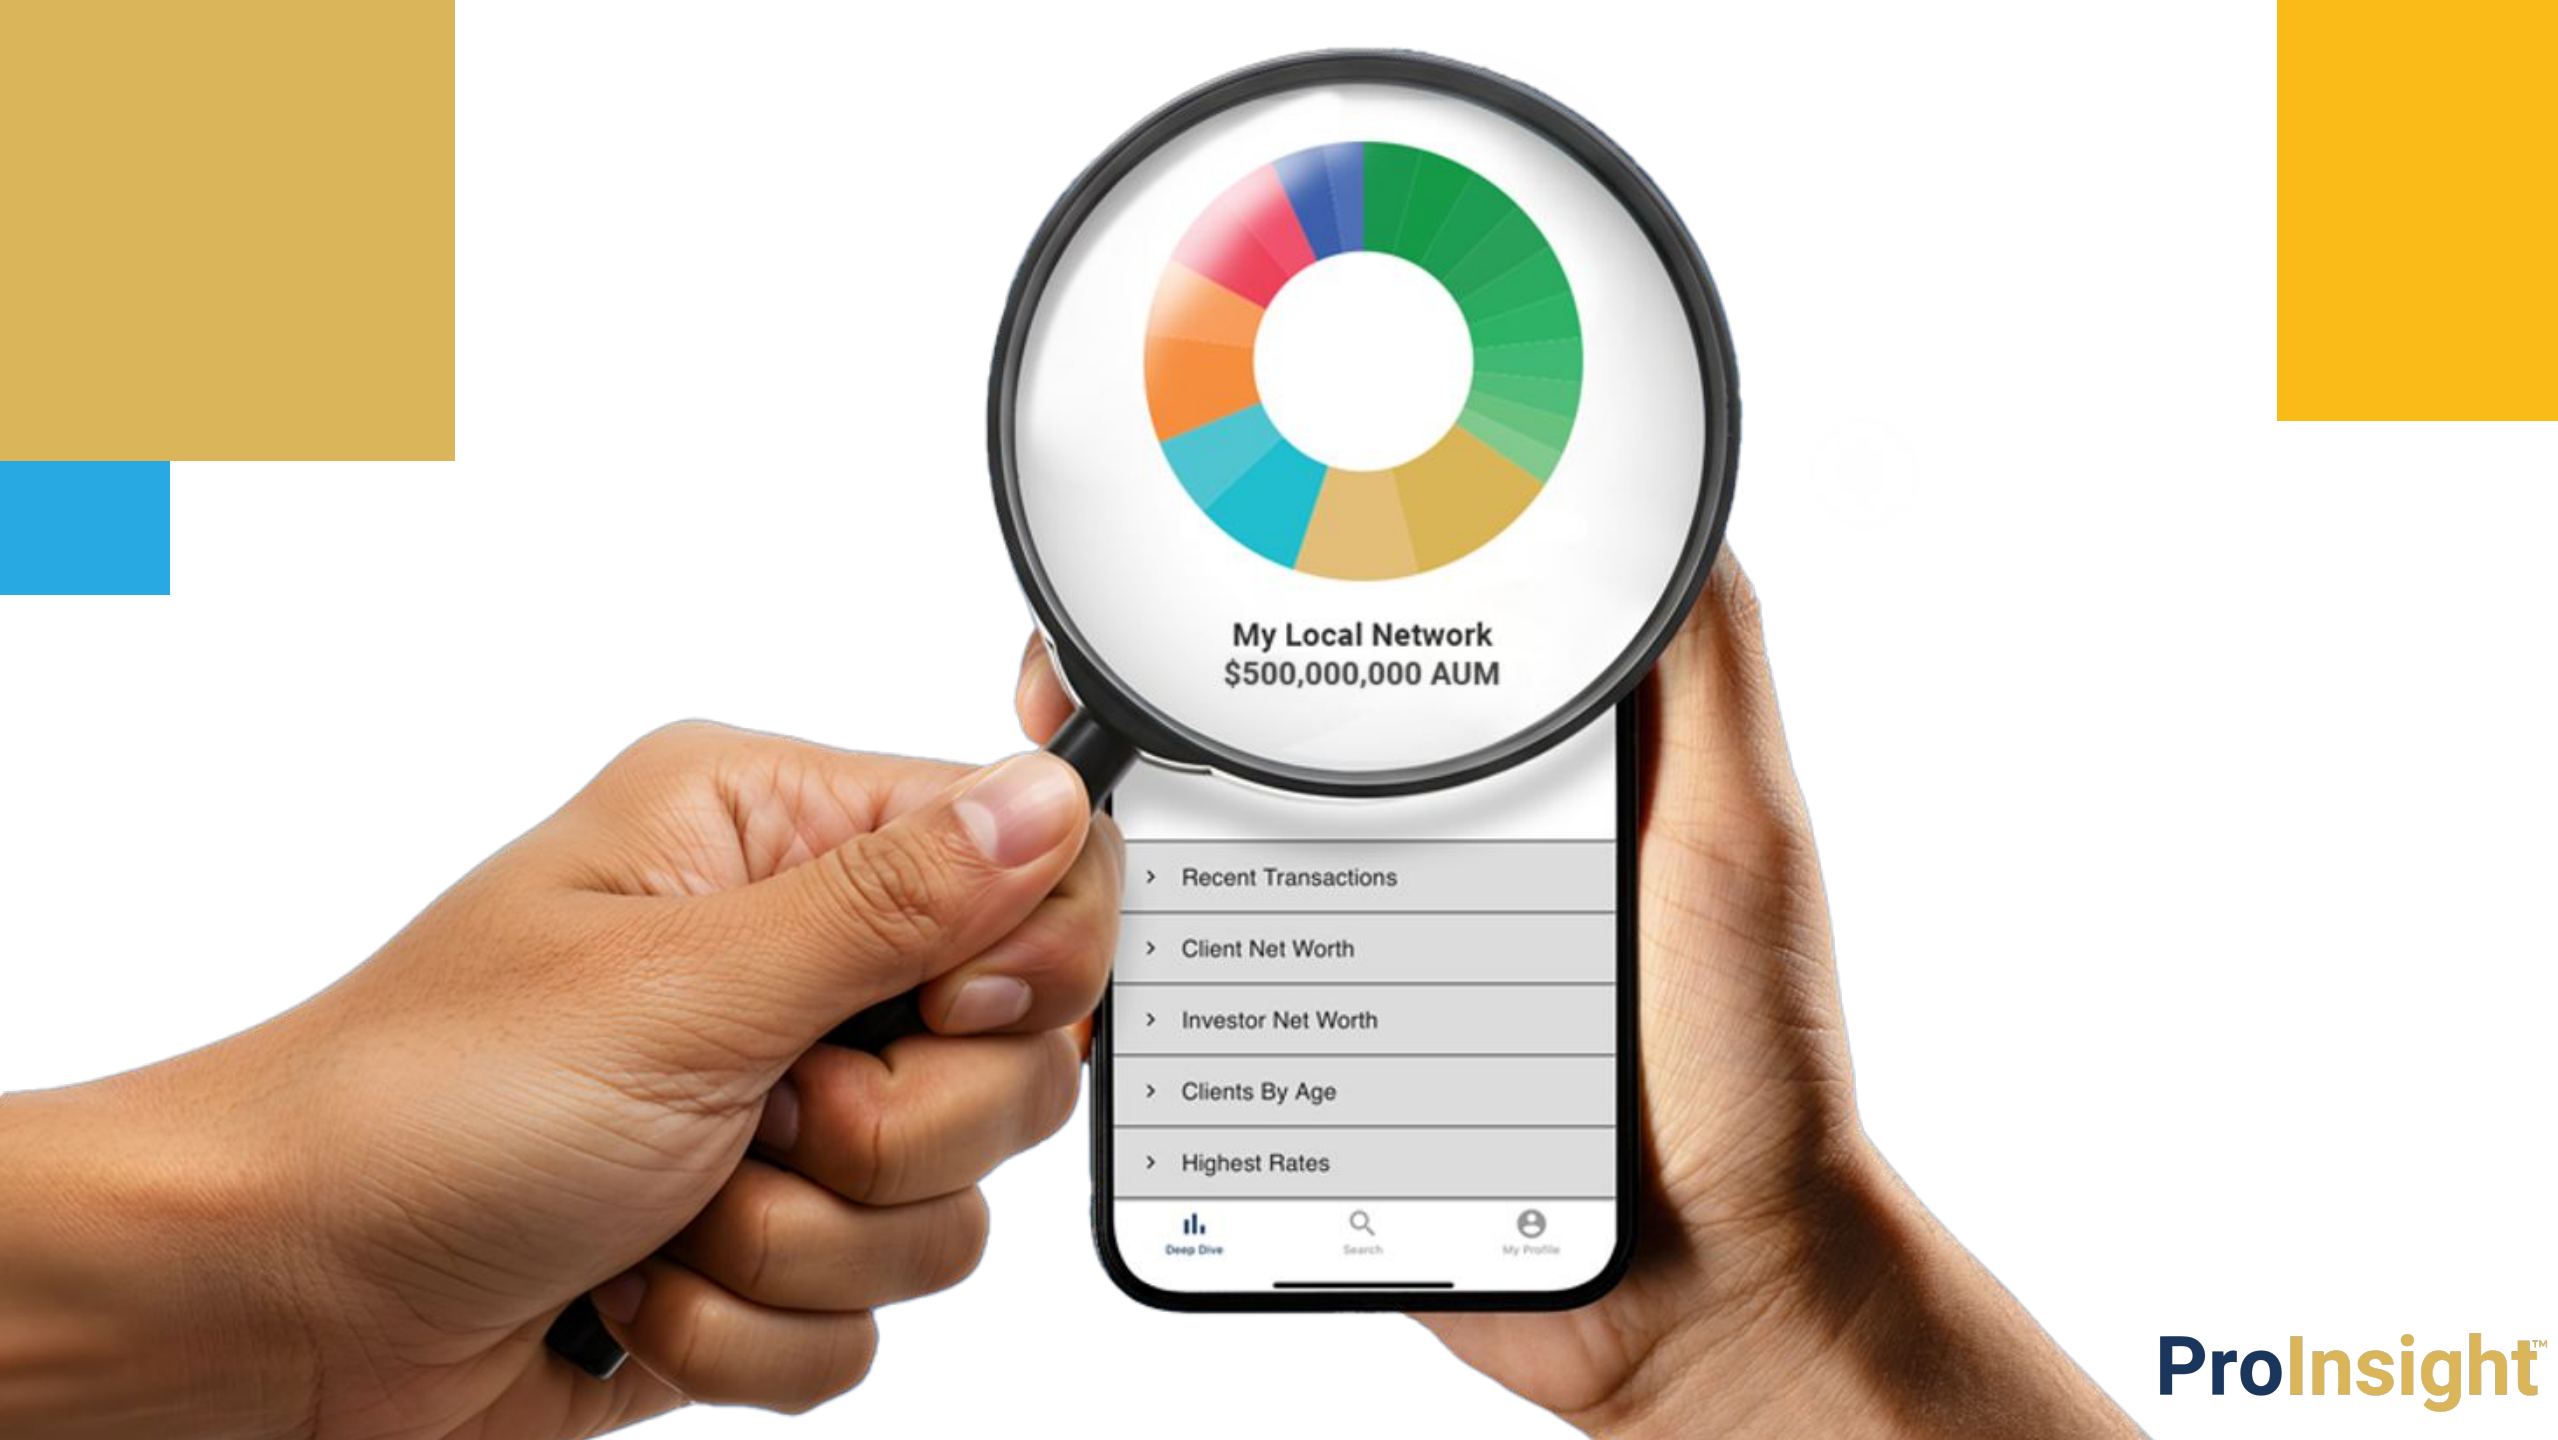 My Local Network
$500,000,000 AUM
Recent Transactions
Client Net Worth
Investor Net Worth
Clients By Age
Highest Rates
Deep Dive
Search
My Profile
ProInsight™